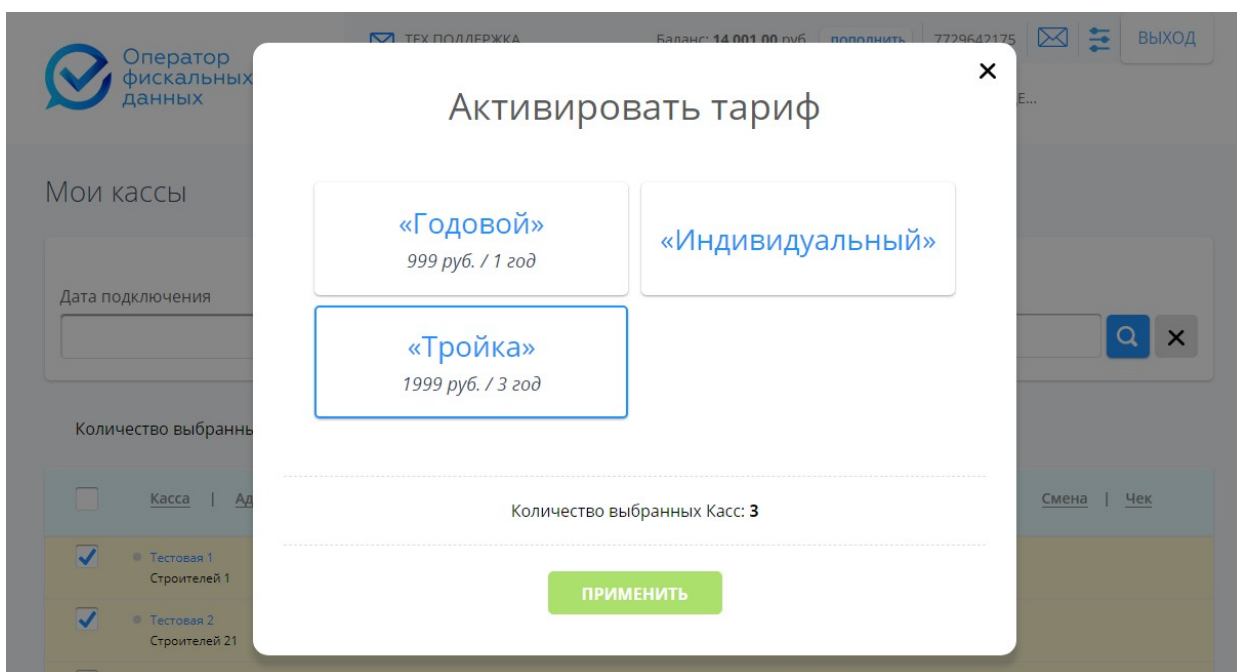 ТЕХ ПОДДЕРЖКА
Баланс: 14 001,00 руб
пополнить
7729642175
ВЫХОД
Оператор
фискальных
данных
Е...
Активировать тариф
Мои кассы
«Годовой»
999 руб. / 1 год
«Индивидуальный»
Дата подключения
«Тройка»
1999 руб. / 3 год
Количество выбранны
Касса | Ад
Смена | Чек
Количество выбранных Касс: 3
Тестовая 1
Строителей 1
ПРИМЕНИТЬ
Тестовая 2
Строителей 21